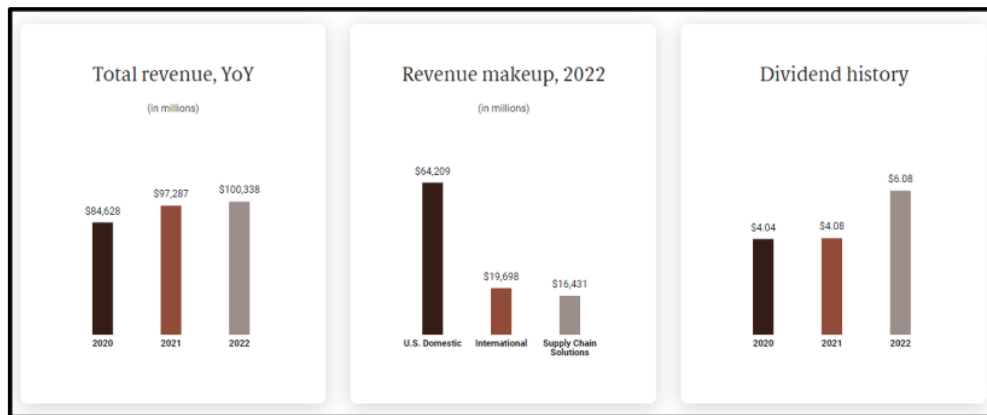 Total revenue, YoY
(in millions)
$84,628
$97,287
$100,338
2020
2021
2022
Revenue makeup, 2022
(in millions)
$64,209
$19,698
$16,431
U.S. Domestic
International
Supply Chain
Solutions
Dividend history
$4.04
$4.08
$6.08
2020
2021
2022